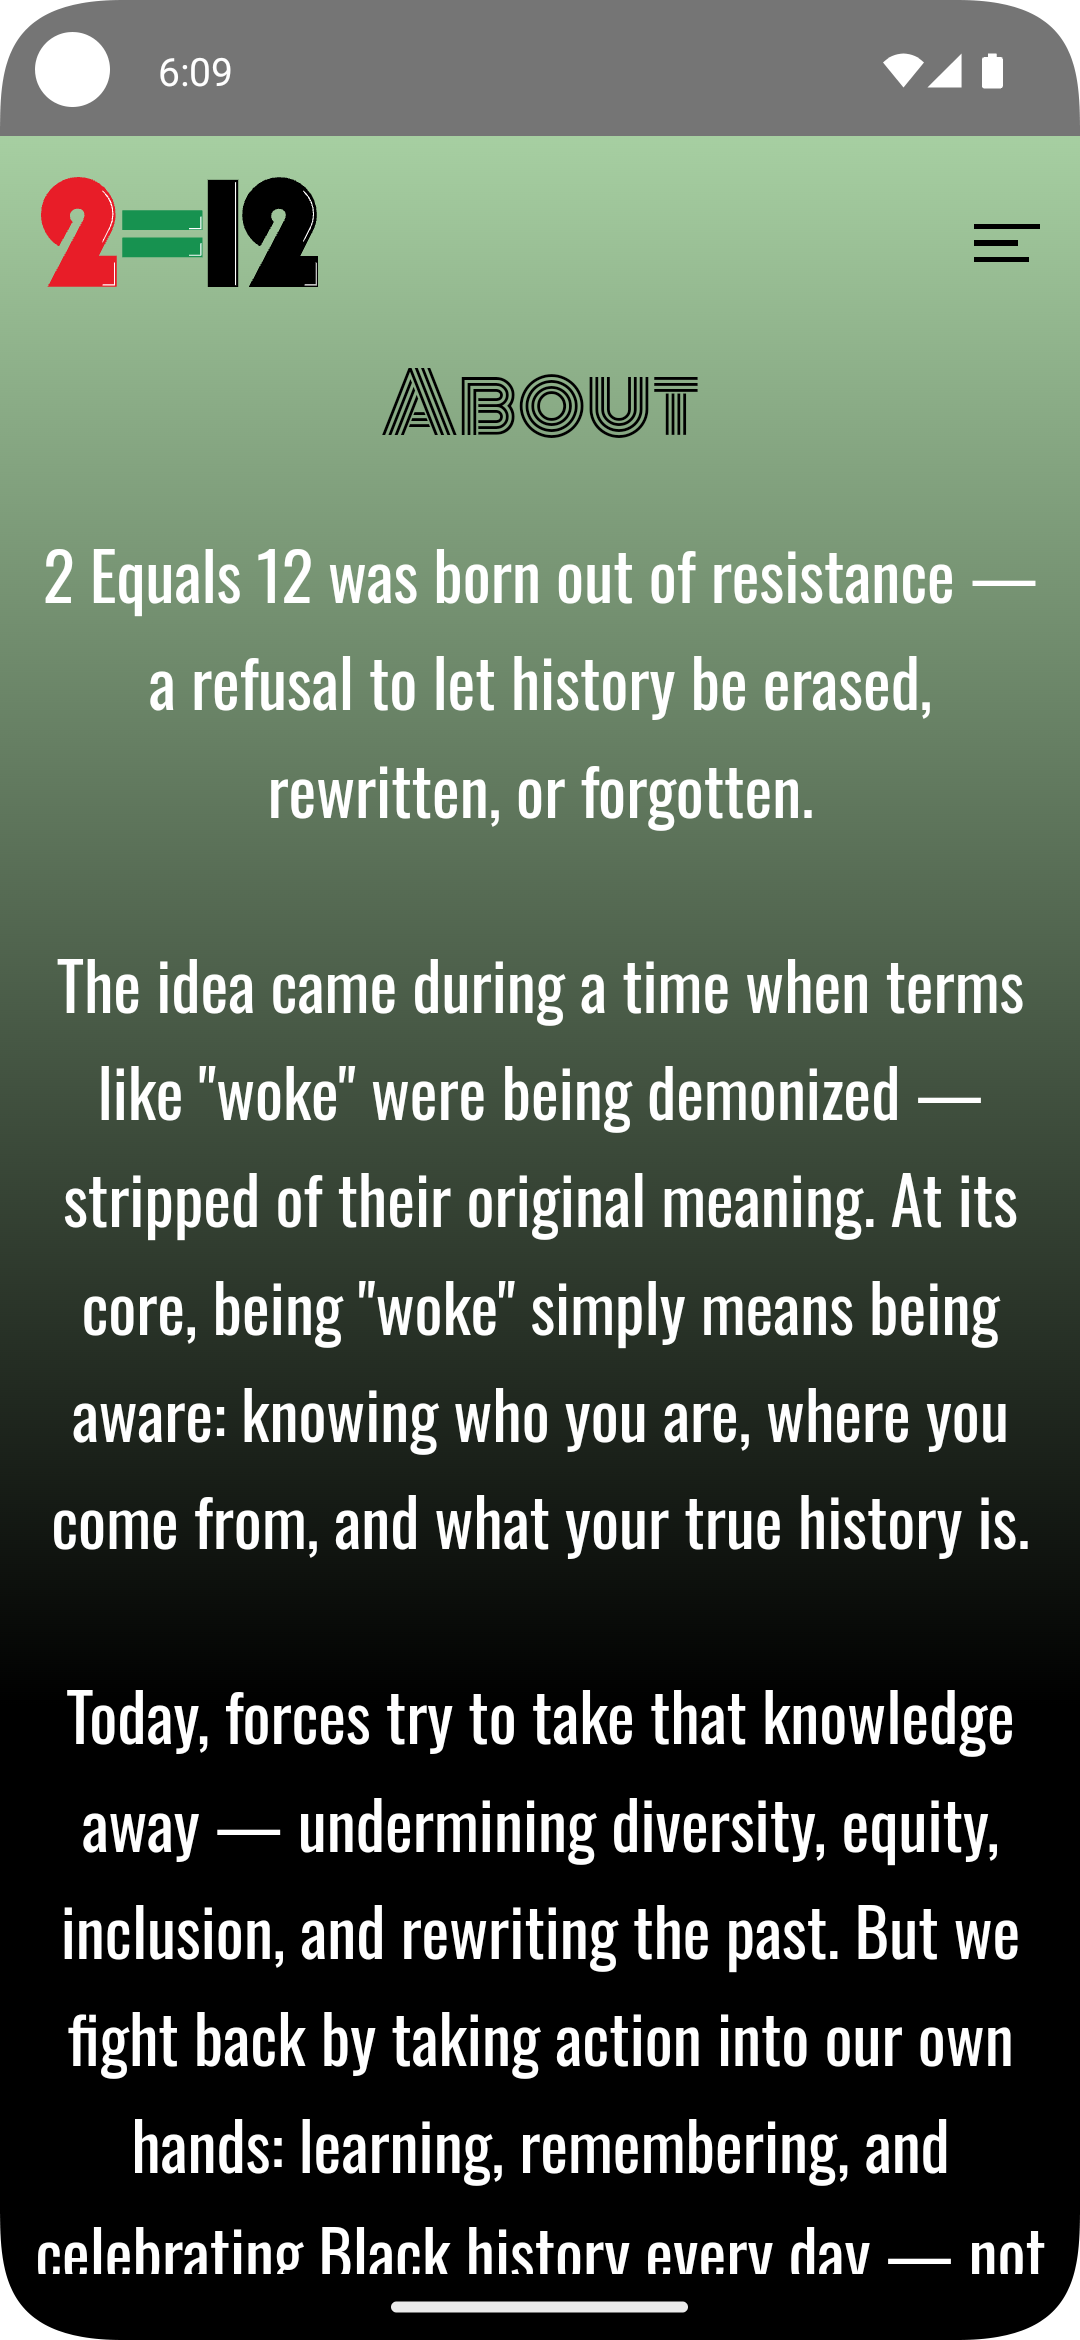 6:09
2=12
About
2 Equals 12 was born out of resistance —
a refusal to let history be erased,
rewritten, or forgotten.
The idea came during a time when terms
like "woke" were being demonized —
stripped of their original meaning. At its
core, being "woke" simply means being
aware: knowing who you are, where you
come from, and what your true history is.
Today, forces try to take that knowledge
away — undermining diversity, equity,
inclusion, and rewriting the past. But we
fight back by taking action into our own
hands: learning, remembering, and
celebrating Black history every day — not